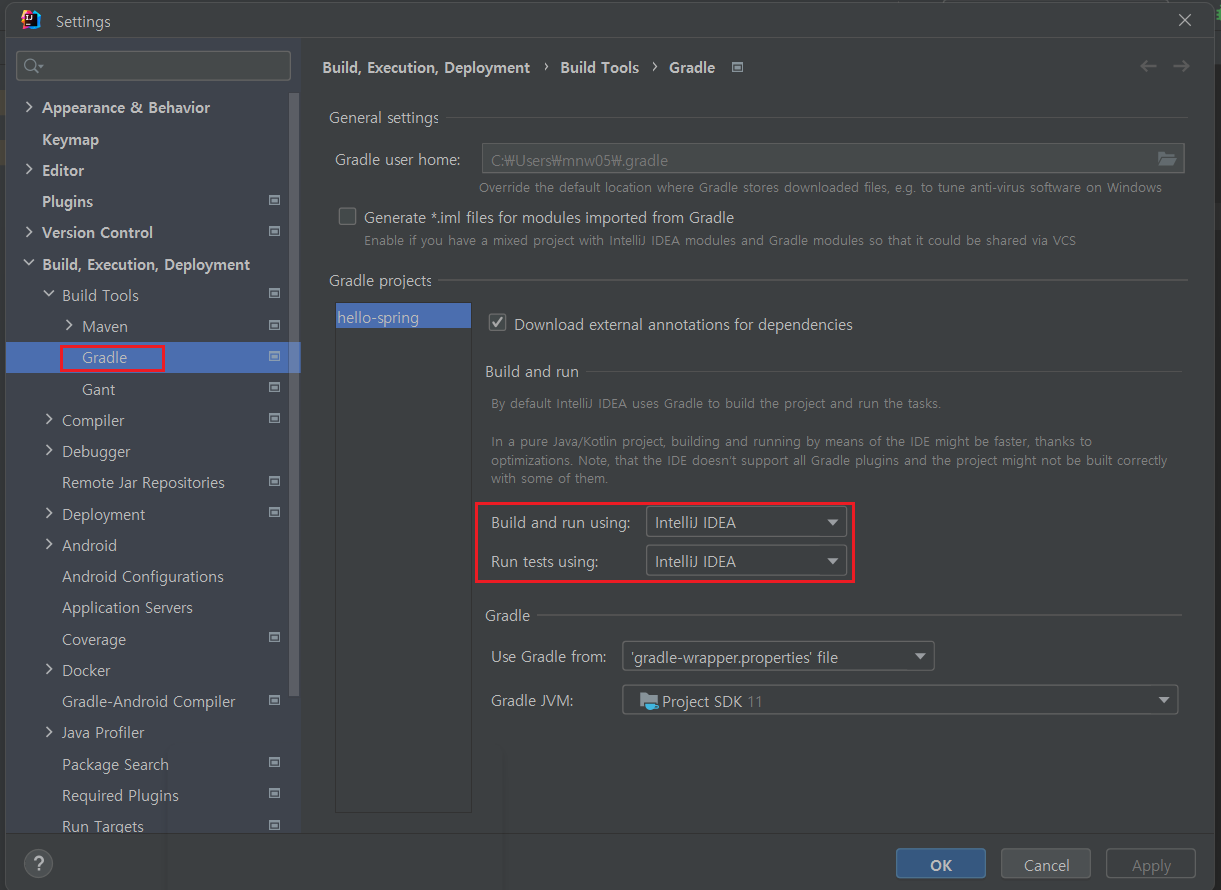 Settings
Appearance & Behavior
Keymap
Editor
Plugins
Version Control
Build, Execution, Deployment
Build Tools
Maven
Gradle
Gant
Compiler
Debugger
Remote Jar Repositories
Deployment
Android
Android Configurations
Application Servers
Coverage
Docker
Gradle-Android Compiler
Java Profiler
Package Search
Required Plugins
Run Targets
Build, Execution, Deployment › Build Tools › Gradle
General settings
Gradle user home: C:₩Users₩mnw05₩.gradle
Override the default location where Gradle stores downloaded files, e.g. to tune anti-virus software on Windows
Generate *.iml files for modules imported from Gradle
Enable if you have a mixed project with IntelliJ IDEA modules and Gradle modules so that it could be shared via VCS
Gradle projects
hello-spring
Download external annotations for dependencies
Build and run
By default IntelliJ IDEA uses Gradle to build the project and run the tasks.
In a pure Java/Kotlin project, building and running by means of the IDE might be faster, thanks to
optimizations. Note, that the IDE doesn't support all Gradle plugins and the project might not be built correctly
with some of them.
Build and run using: IntelliJ IDEA
Run tests using: IntelliJ IDEA
Gradle
Use Gradle from: 'gradle-wrapper.properties' file
Gradle JVM: Project SDK 11
?
OK
Cancel
Apply